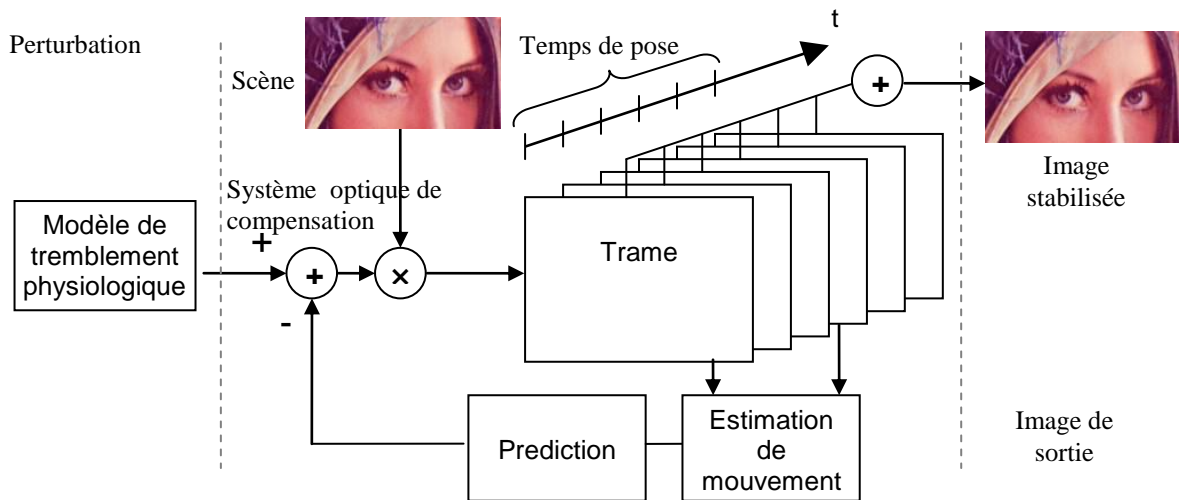 Perturbation
Scène
Temps de pose
t
+
Image
stabilisée
Système optique de
compensation
Modèle de
tremblement
physiologique
+
+
×
-
Trame
Prediction
Estimation
de
mouvement
Image de
sortie